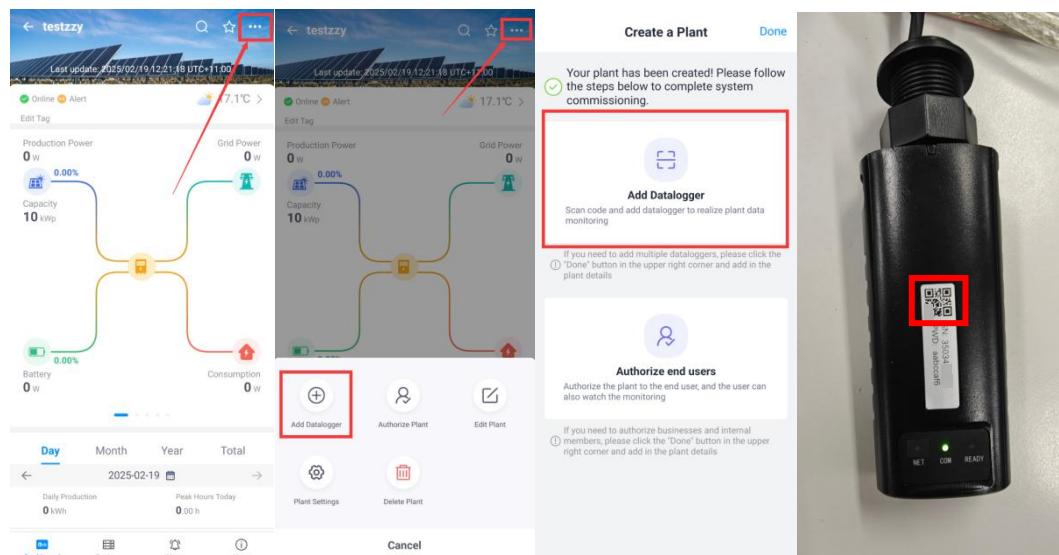 testzzy
Last update: 2025/02/19 12:21:18 UTC+11:00
Online Alert
17.1℃ >
Edit Tag
Production Power
Grid Power
0 w
0 w
0.00%
Capacity
10 kWp
0.00%
Battery
Consumption
0 w
0 w
Day Month Year Total
2025-02-19
Daily Production
Peak Hours Today
0 kWh
0.00 h
testzzy
Last update: 2025/02/19 12:21:18 UTC+11:00
Online Alert
17.1℃ >
Edit Tag
Production Power
Grid Power
0 w
0 w
0.00%
Capacity
10 kWp
Add Datalogger
Authorize Plant
Edit Plant
Plant Settings
Delete Plant
Cancel
Create a Plant
Done
Your plant has been created! Please follow
the steps below to complete system
commissioning.
Add Datalogger
Scan code and add datalogger to realize plant data
monitoring
If you need to add multiple dataloggers, please click the
"Done" button in the upper right corner and add in the
plant details
Authorize end users
Authorize the plant to the end user, and the user can
also watch the monitoring
If you need to authorize businesses and internal
members, please click the "Done" button in the upper
right corner and add in the plant details
NET COM READY